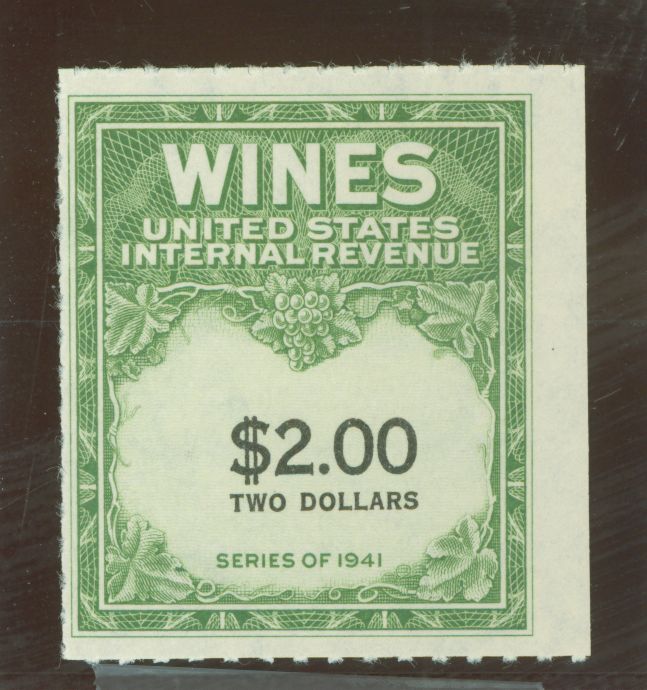 WINES
UNITED STATES
INTERNAL REVENUE
$2.00
TWO DOLLARS
SERIES OF 1941